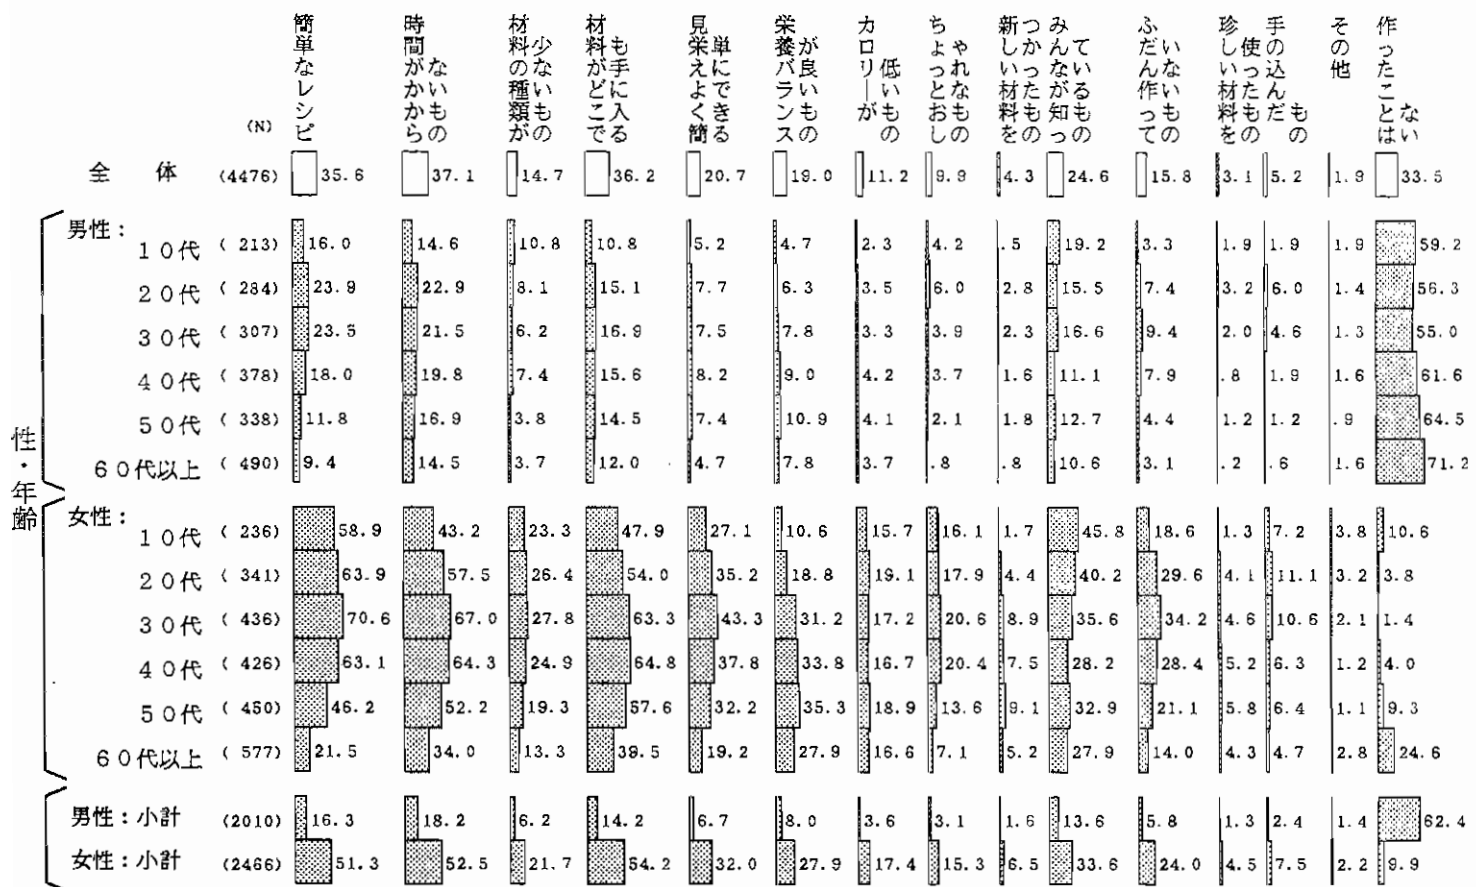 簡単なレシピ
時間がかから
ないもの
材料の種類が
少ないもの
材料がどこで
も手に入る
見栄えよく簡
単にできる
栄養バランス
が良いもの
カロリーが
低いもの
ちょっとおし
ゃれなもの
新しい材料を
つかったもの
みんなが知っ
ているもの
ふだん作って
いないもの
珍しい材料を
使ったもの
手の込んだ
もの
その他
作ったことは
ない
(N)
全 体 (4476) 35.6 37.1 14.7 36.2 20.7 19.0 11.2 9.9 4.3 24.6 15.8 3.1 5.2 1.9 33.5
性・年齢
男性：
10代 (213) 16.0 14.6 10.8 10.8 5.2 4.7 2.3 4.2 .5 19.2 3.3 1.9 1.9 1.9 59.2
20代 (284) 23.9 22.9 8.1 15.1 7.7 6.3 3.5 6.0 2.8 15.5 7.4 3.2 6.0 1.4 56.3
30代 (307) 23.5 21.5 6.2 16.9 7.5 7.8 3.3 3.9 2.3 16.6 9.4 2.0 4.6 1.3 55.0
40代 (378) 18.0 19.8 7.4 15.6 8.2 9.0 4.2 3.7 1.6 11.1 7.9 .8 1.9 1.6 61.6
50代 (338) 11.8 16.9 3.8 14.5 7.4 10.9 4.1 2.1 1.8 12.7 4.4 1.2 1.2 .9 64.5
60代以上 (490) 9.4 14.5 3.7 12.0 4.7 7.8 3.7 .8 .8 10.6 3.1 .2 .6 1.6 71.2
女性：
10代 (236) 58.9 43.2 23.3 47.9 27.1 10.6 15.7 16.1 1.7 45.8 18.6 1.3 7.2 3.8 10.6
20代 (341) 63.9 57.5 26.4 54.0 35.2 18.8 19.1 17.9 4.4 40.2 29.6 4.1 11.1 3.2 3.8
30代 (436) 70.6 67.0 27.8 63.3 43.3 31.2 17.2 20.6 8.9 35.6 34.2 4.6 10.6 2.1 1.4
40代 (426) 63.1 64.3 24.9 64.8 37.8 33.8 16.7 20.4 7.5 28.2 28.4 5.2 6.3 1.2 4.0
50代 (450) 46.2 52.2 19.3 57.6 32.2 35.3 18.9 13.6 9.1 32.9 21.1 5.8 6.4 1.1 9.3
60代以上 (577) 21.5 34.0 13.3 39.5 19.2 27.9 16.6 7.1 5.2 27.9 14.0 4.3 4.7 2.8 24.6
男性：小計 (2010) 16.3 18.2 6.2 14.2 6.7 8.0 3.6 3.1 1.6 13.6 5.8 1.3 2.4 1.4 62.4
女性：小計 (2466) 51.3 52.5 21.7 54.2 32.0 27.9 17.4 15.3 6.5 33.6 24.0 4.5 7.5 2.2 9.9